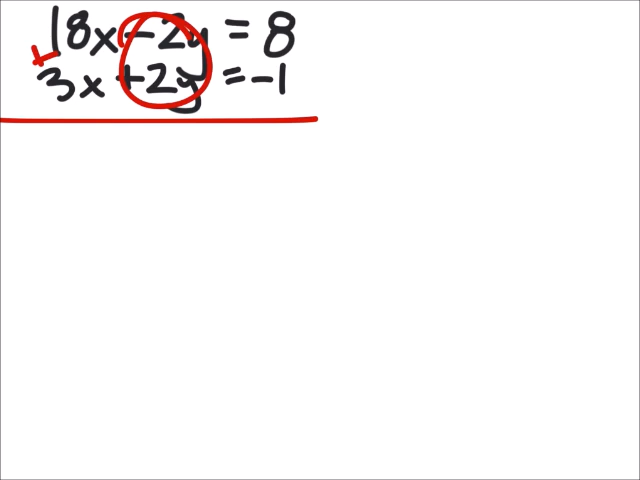 18x - 2y = 8
+ 3x + 2y = -1